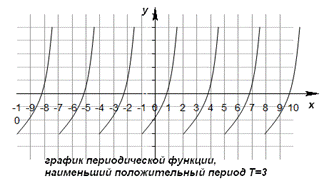 y
-1 -9 -8 -7 -6 -5 -4 -3 -2 -1 0 1 2 3 4 5 6 7 8 9 10 x
0
график периодической функции,
наименьший положительный период T=3